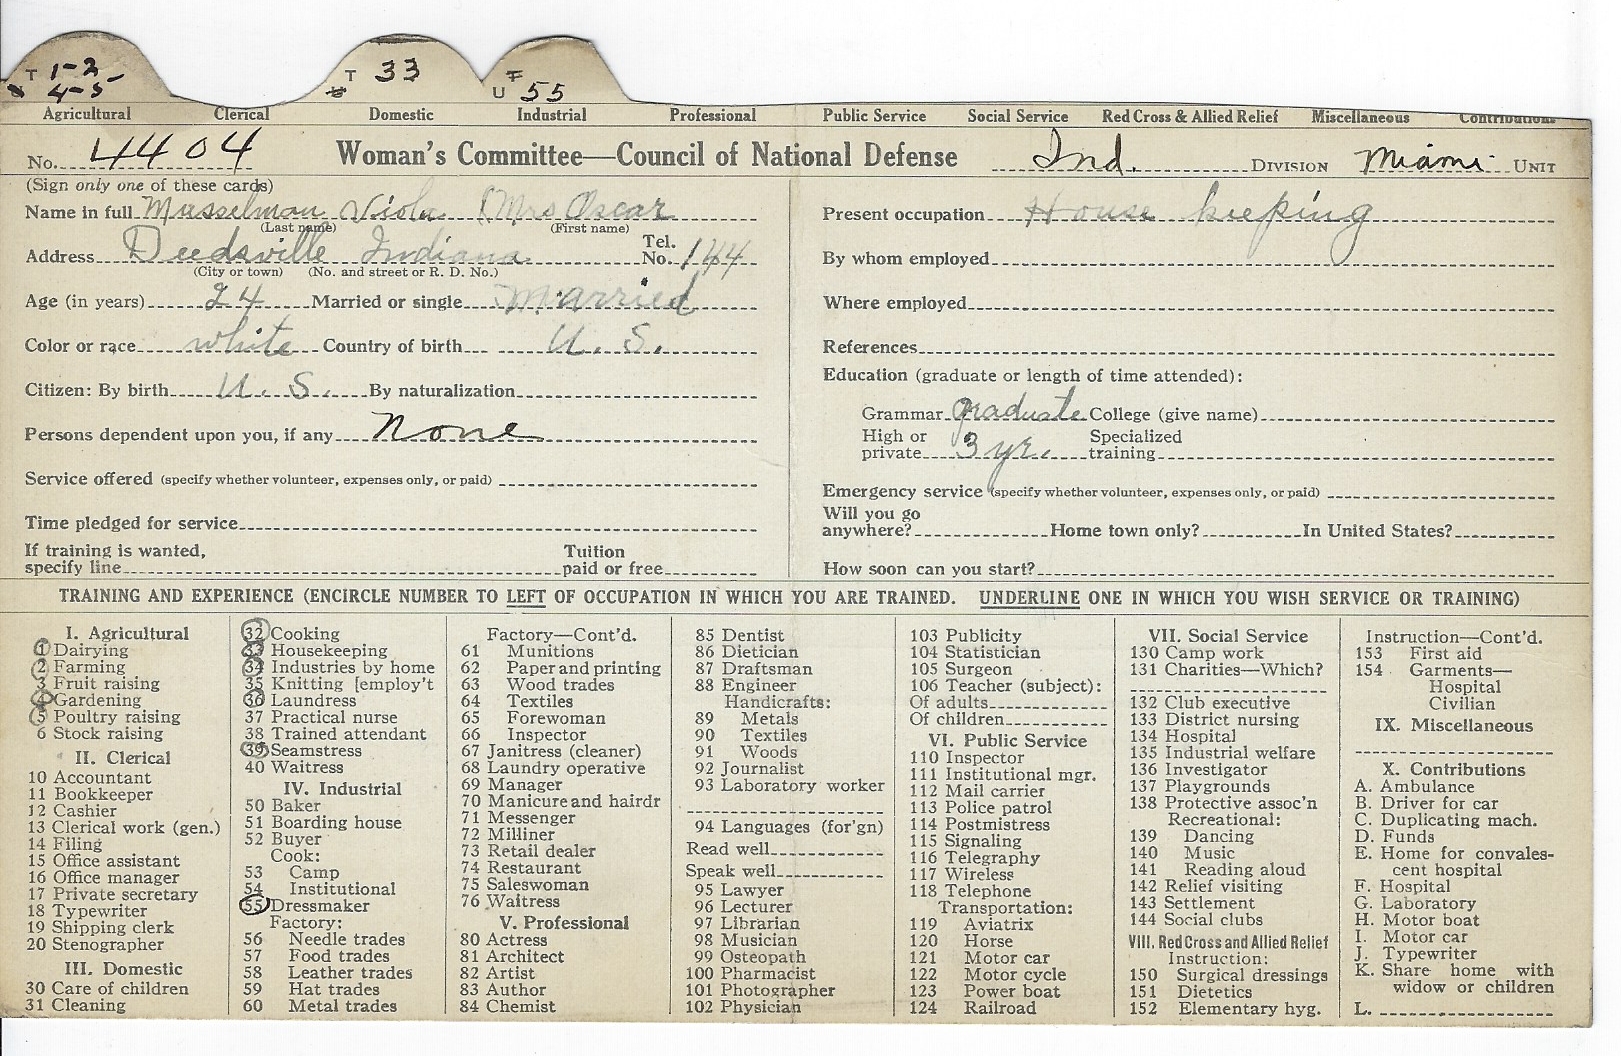 T 1-2 T 33 F
4-5 U 55
Agricultural Clerical Domestic Industrial Professional Public Service Social Service Red Cross & Allied Relief Miscellaneous Contributions
No. 4404 Woman's Committee—Council of National Defense Ind. DIVISION Miami UNIT
(Sign only one of these cards)
Name in full Musselman Viola (Mrs Oscar
(Last name) (First name)
Address Deedsville Indiana Tel. No. 144
(City or town) (No. and street or R. D. No.)
Age (in years) 24 Married or single Married
Color or race white Country of birth U. S.
Citizen: By birth U. S. By naturalization
Persons dependent upon you, if any None
Service offered (specify whether volunteer, expenses only, or paid)
Time pledged for service
If training is wanted, Tuition
specify line paid or free
Present occupation House keeping
By whom employed
Where employed
References
Education (graduate or length of time attended):
Grammar graduate College (give name)
High or Specialized
private 3 yr. training
Emergency service (specify whether volunteer, expenses only, or paid)
Will you go
anywhere? Home town only? In United States?
How soon can you start?
TRAINING AND EXPERIENCE (ENCIRCLE NUMBER TO LEFT OF OCCUPATION IN WHICH YOU ARE TRAINED. UNDERLINE ONE IN WHICH YOU WISH SERVICE OR TRAINING)
I. Agricultural
1 Dairying
2 Farming
3 Fruit raising
4 Gardening
5 Poultry raising
6 Stock raising
II. Clerical
10 Accountant
11 Bookkeeper
12 Cashier
13 Clerical work (gen.)
14 Filing
15 Office assistant
16 Office manager
17 Private secretary
18 Typewriter
19 Shipping clerk
20 Stenographer
III. Domestic
30 Care of children
31 Cleaning
32 Cooking
33 Housekeeping
34 Industries by home
35 Knitting [employ't
36 Laundress
37 Practical nurse
38 Trained attendant
39 Seamstress
40 Waitress
IV. Industrial
50 Baker
51 Boarding house
52 Buyer
Cook:
53 Camp
54 Institutional
55 Dressmaker
Factory:
56 Needle trades
57 Food trades
58 Leather trades
59 Hat trades
60 Metal trades
Factory—Cont'd.
61 Munitions
62 Paper and printing
63 Wood trades
64 Textiles
65 Forewoman
66 Inspector
67 Janitress (cleaner)
68 Laundry operative
69 Manager
70 Manicure and hairdr
71 Messenger
72 Milliner
73 Retail dealer
74 Restaurant
75 Saleswoman
76 Waitress
V. Professional
80 Actress
81 Architect
82 Artist
83 Author
84 Chemist
85 Dentist
86 Dietician
87 Draftsman
88 Engineer
Handicrafts:
89 Metals
90 Textiles
91 Woods
92 Journalist
93 Laboratory worker
94 Languages (for'gn)
Read well
Speak well
95 Lawyer
96 Lecturer
97 Librarian
98 Musician
99 Osteopath
100 Pharmacist
101 Photographer
102 Physician
103 Publicity
104 Statistician
105 Surgeon
106 Teacher (subject):
Of adults
Of children
VI. Public Service
110 Inspector
111 Institutional mgr.
112 Mail carrier
113 Police patrol
114 Postmistress
115 Signaling
116 Telegraphy
117 Wireless
118 Telephone
Transportation:
119 Aviatrix
120 Horse
121 Motor car
122 Motor cycle
123 Power boat
124 Railroad
VII. Social Service
130 Camp work
131 Charities—Which?
132 Club executive
133 District nursing
134 Hospital
135 Industrial welfare
136 Investigator
137 Playgrounds
138 Protective assoc'n
Recreational:
139 Dancing
140 Music
141 Reading aloud
142 Relief visiting
143 Settlement
144 Social clubs
VIII. Red Cross and Allied Relief
Instruction:
150 Surgical dressings
151 Dietetics
152 Elementary hyg.
Instruction—Cont'd.
153 First aid
154 Garments—
Hospital
Civilian
IX. Miscellaneous
X. Contributions
A. Ambulance
B. Driver for car
C. Duplicating mach.
D. Funds
E. Home for convales-
cent hospital
F. Hospital
G. Laboratory
H. Motor boat
I. Motor car
J. Typewriter
K. Share home with
widow or children
L.